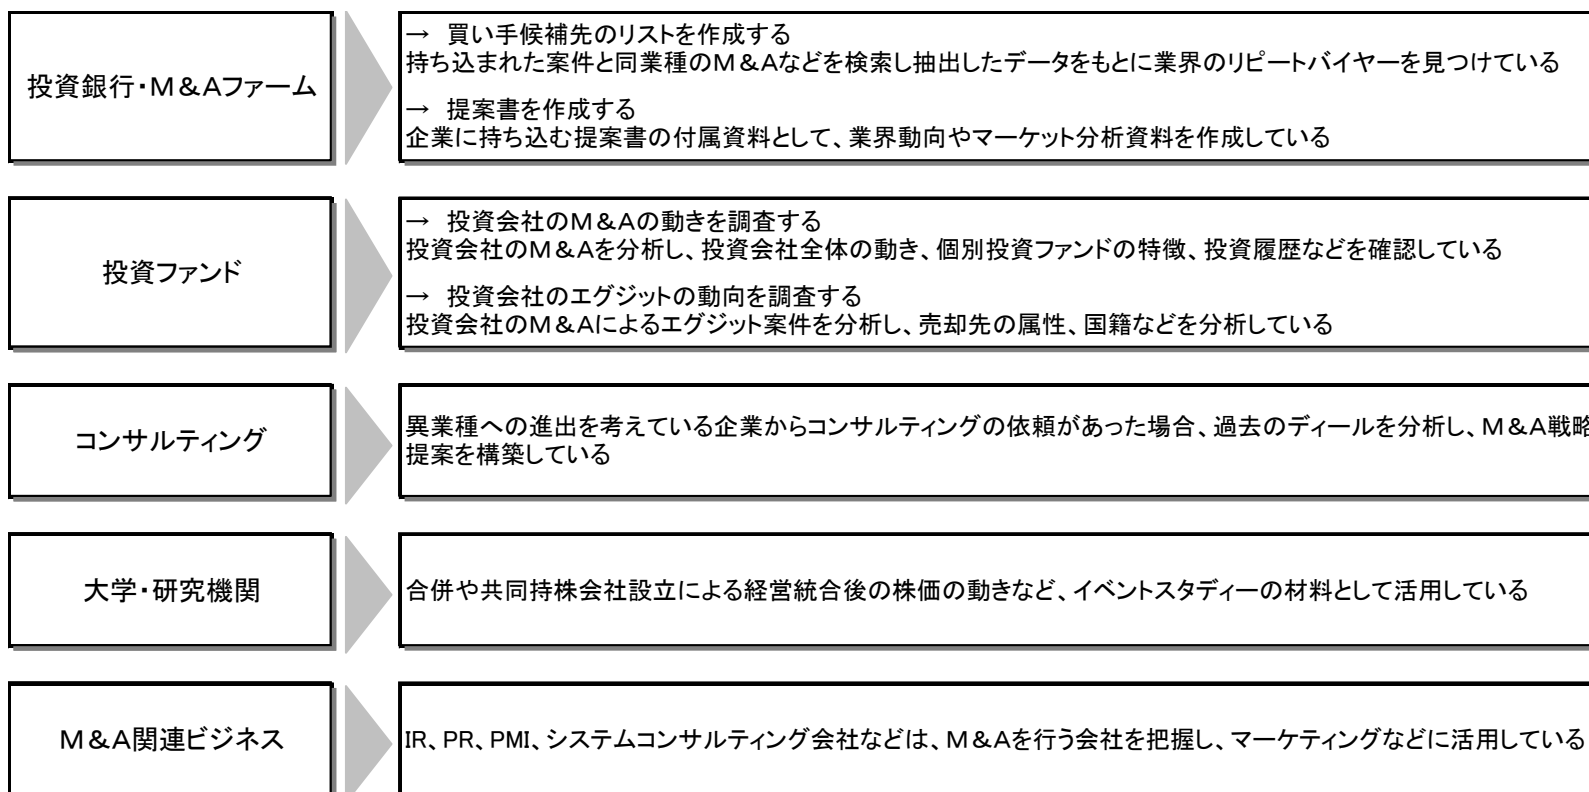 投資銀行・Ｍ＆Ａファーム
→ 買い手候補先のリストを作成する
持ち込まれた案件と同業種のＭ＆Ａなどを検索し抽出したデータをもとに業界のリピートバイヤーを見つけている
→ 提案書を作成する
企業に持ち込む提案書の付属資料として、業界動向やマーケット分析資料を作成している
投資ファンド
→ 投資会社のＭ＆Ａの動きを調査する
投資会社のＭ＆Ａを分析し、投資会社全体の動き、個別投資ファンドの特徴、投資履歴などを確認している
→ 投資会社のエグジットの動向を調査する
投資会社のＭ＆Ａによるエグジット案件を分析し、売却先の属性、国籍などを分析している
コンサルティング
異業種への進出を考えている企業からコンサルティングの依頼があった場合、過去のディールを分析し、Ｍ＆Ａ戦略
提案を構築している
大学・研究機関
合併や共同持株会社設立による経営統合後の株価の動きなど、イベントスタディーの材料として活用している
Ｍ＆Ａ関連ビジネス
IR、PR、PMI、システムコンサルティング会社などは、Ｍ＆Ａを行う会社を把握し、マーケティングなどに活用している